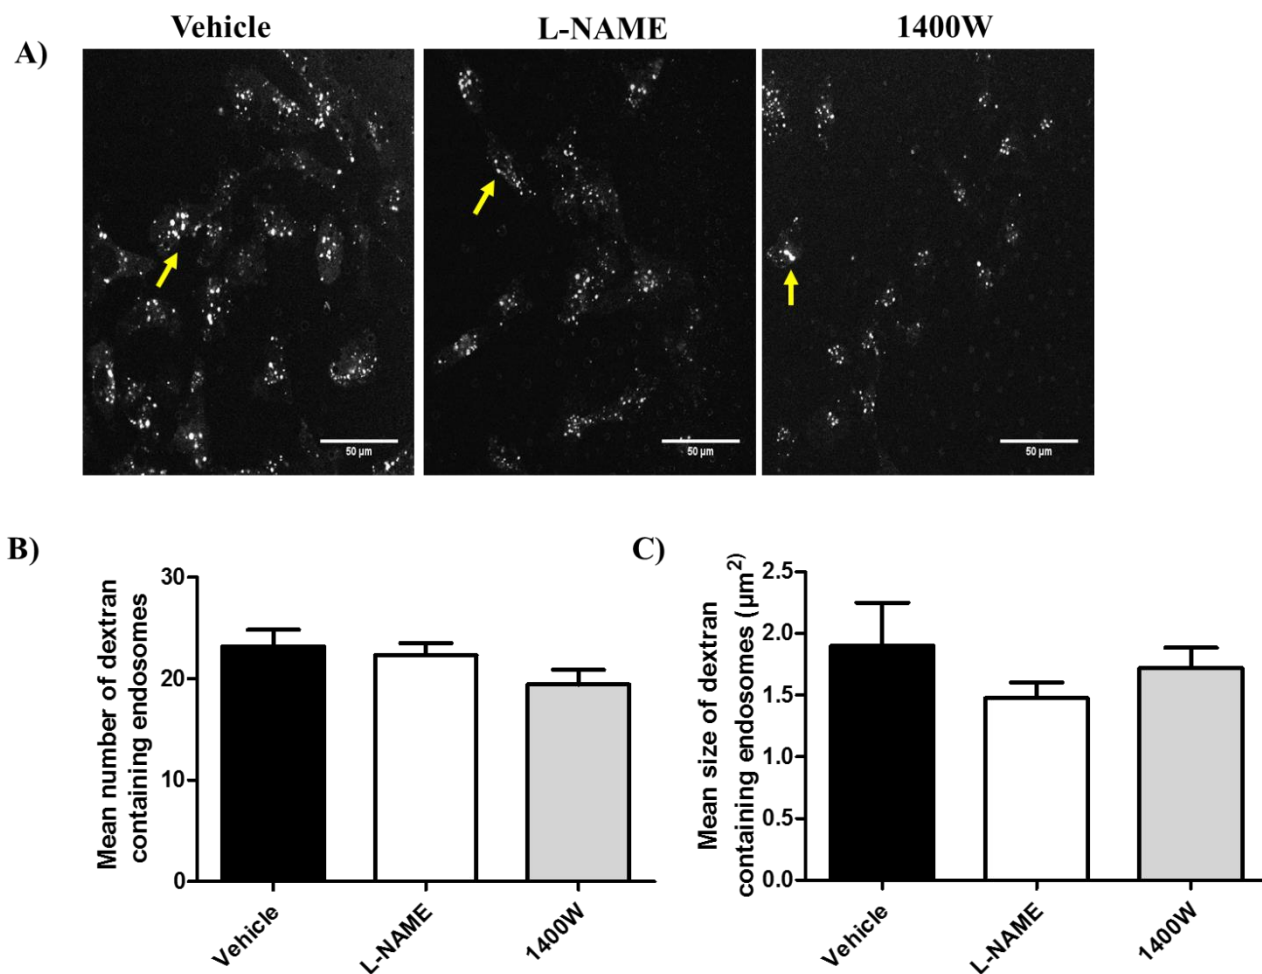 Vehicle
L-NAME
1400W
A)
50 µm
50 µm
50 µm
B)
Mean number of dextran
containing endosomes
30
20
10
0
Vehicle
L-NAME
1400W
C)
Mean size of dextran
containing endosomes (µm²)
2.5
2.0
1.5
1.0
0.5
0.0
Vehicle
L-NAME
1400W